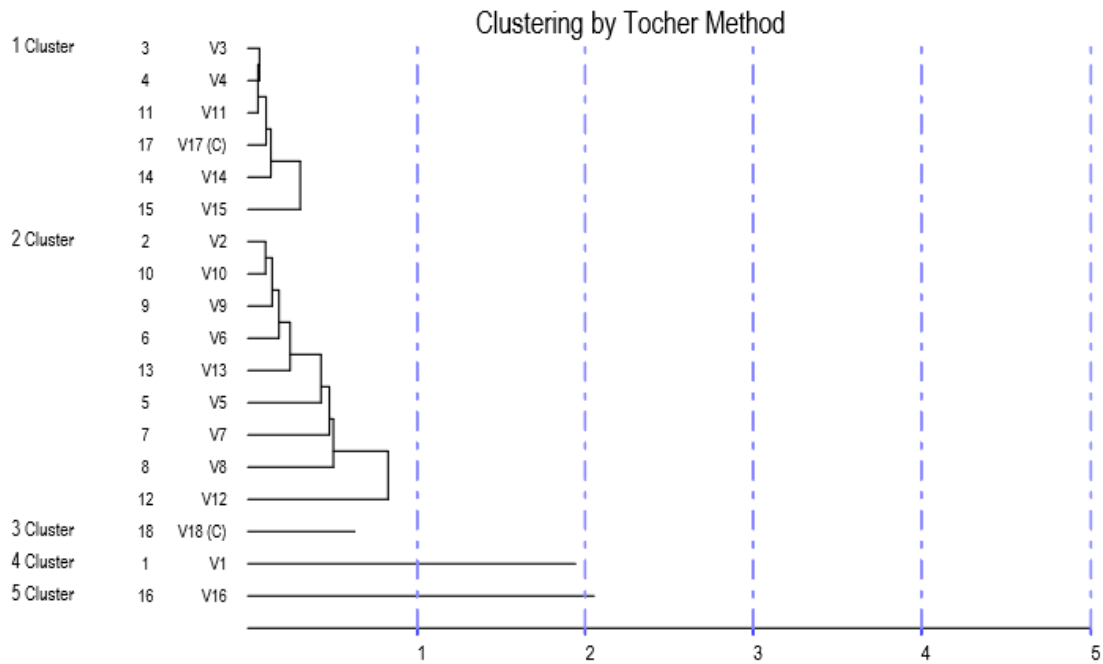 Clustering by Tocher Method
1 Cluster 3 V3
4 V4
11 V11
17 V17 (C)
14 V14
15 V15
2 Cluster 2 V2
10 V10
9 V9
6 V6
13 V13
5 V5
7 V7
8 V8
12 V12
3 Cluster 18 V18 (C)
4 Cluster 1 V1
5 Cluster 16 V16
1 2 3 4 5